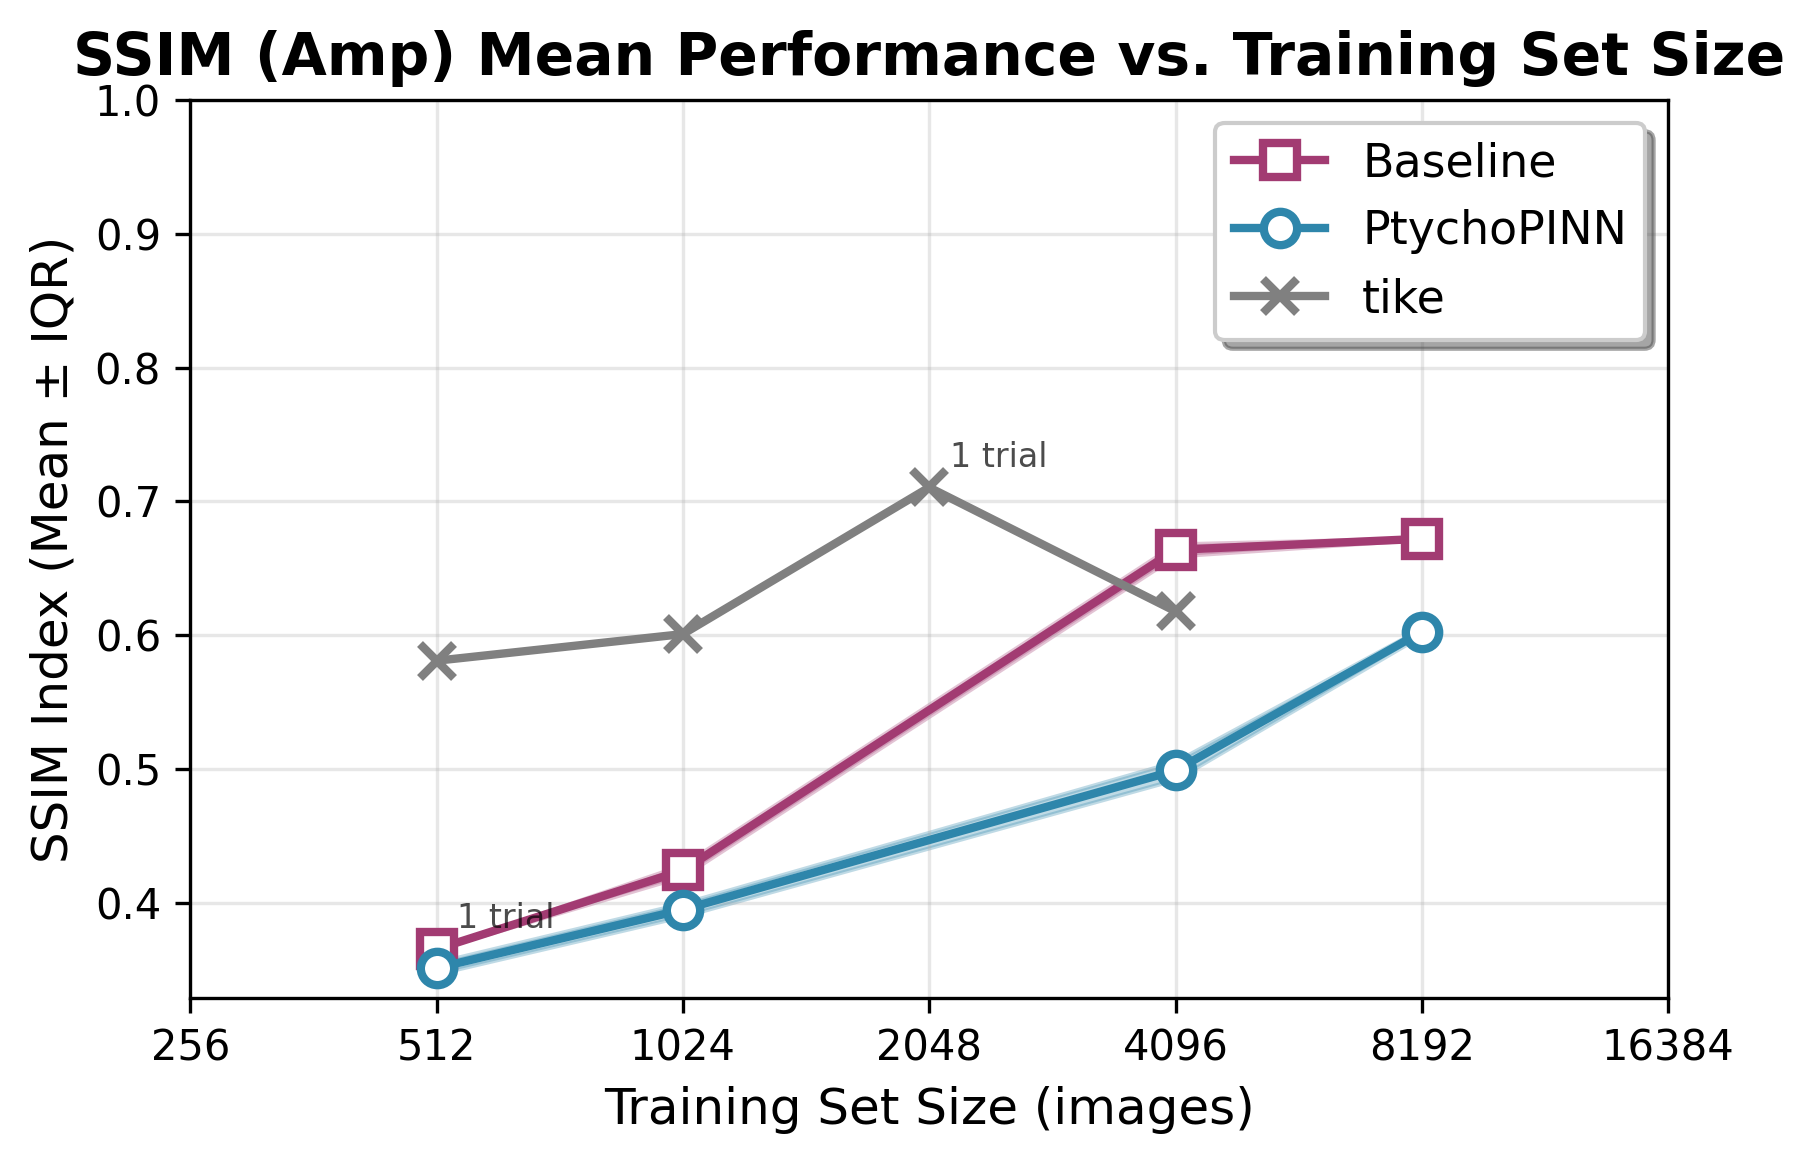 SSIM (Amp) Mean Performance vs. Training Set Size
SSIM Index (Mean ± IQR)
1.0
0.9
0.8
0.7
0.6
0.5
0.4
Baseline
PtychoPINN
tike
1 trial
1 trial
256 512 1024 2048 4096 8192 16384
Training Set Size (images)